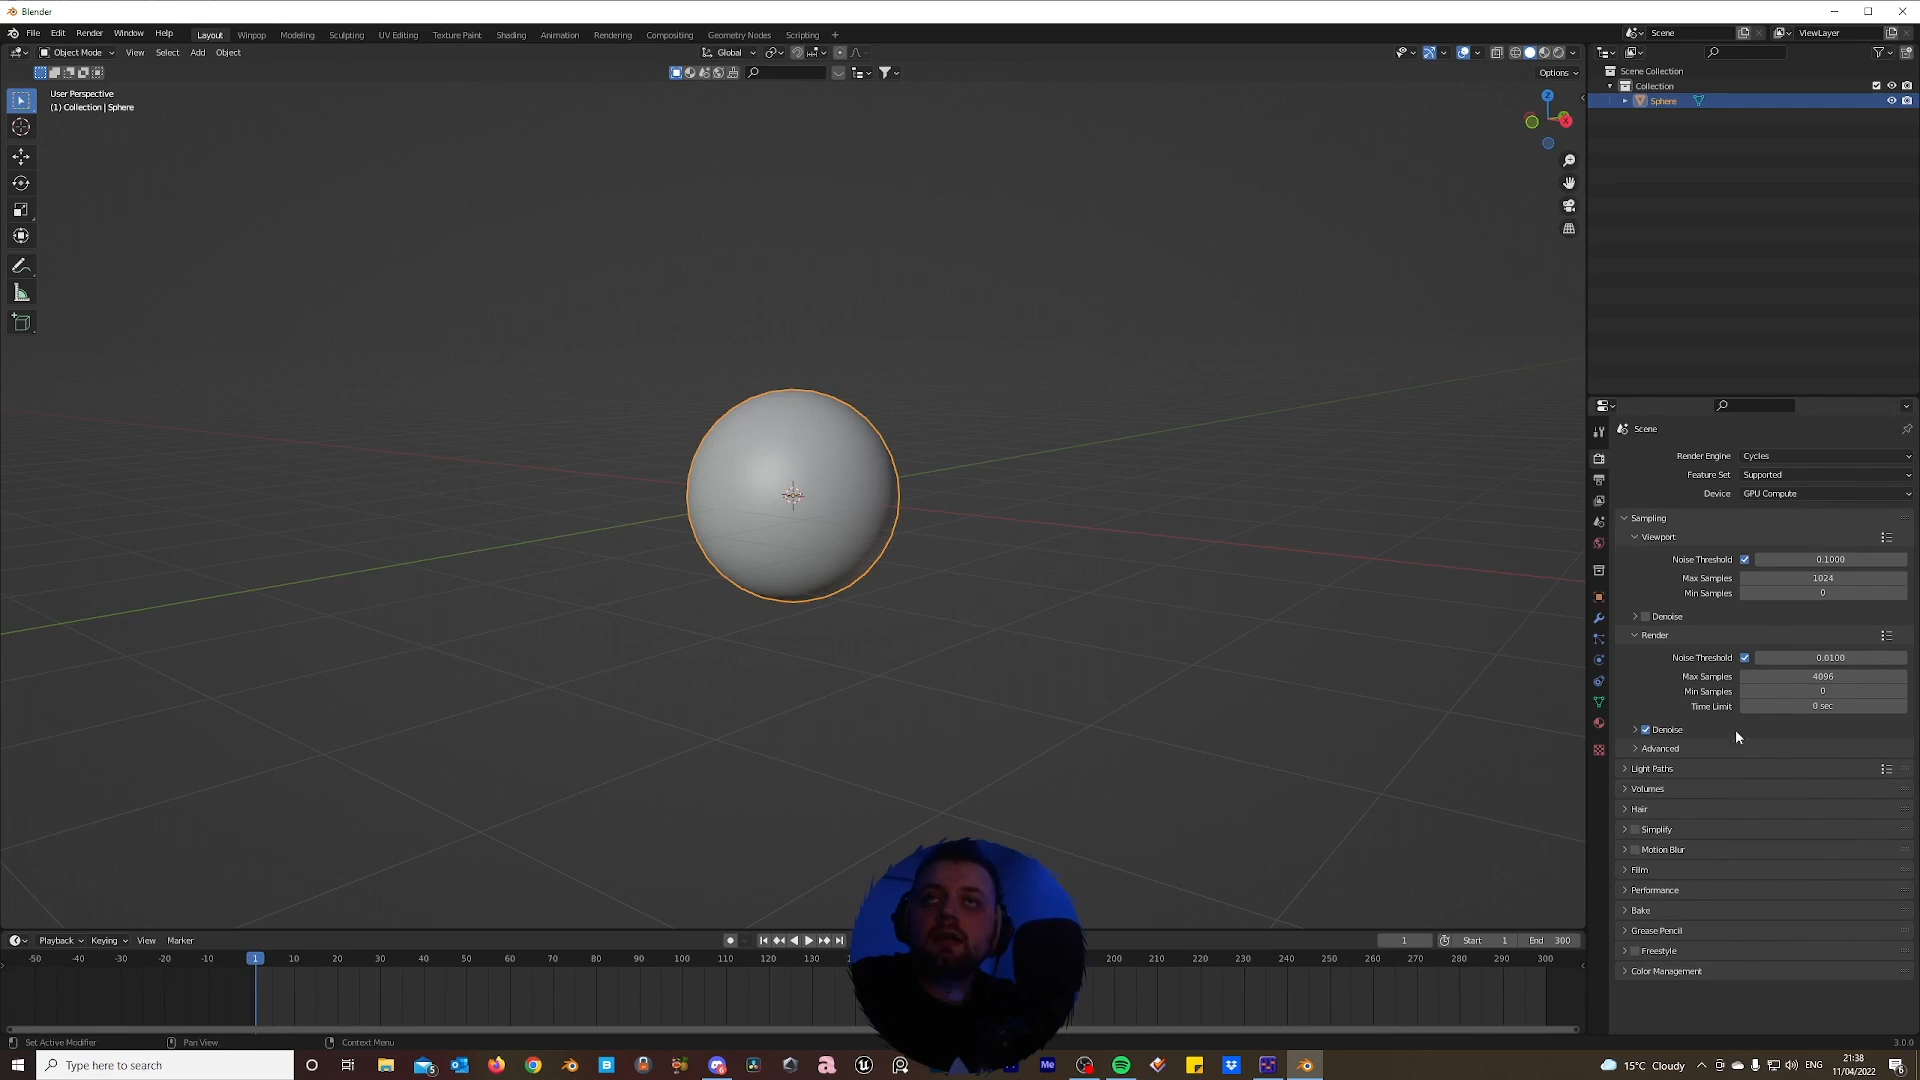 Blender
File Edit Render Window Help Layout Winpop Modeling Sculpting UV Editing Texture Paint Shading Animation Rendering Compositing Geometry Nodes Scripting + Scene ViewLayer
Object Mode View Select Add Object Global
Options
User Perspective
(1) Collection | Sphere
Z
X
Scene Collection
Collection
Sphere
Scene
Render Engine Cycles
Feature Set Supported
Device GPU Compute
Sampling
Viewport
Noise Threshold 0.1000
Max Samples 1024
Min Samples 0
Denoise
Render
Noise Threshold 0.0100
Max Samples 4096
Min Samples 0
Time Limit 0 sec
Denoise
Advanced
Light Paths
Volumes
Hair
Simplify
Motion Blur
Film
Performance
Bake
Grease Pencil
Freestyle
Color Management
Playback Keying View Marker 1 Start 1 End 300
-50 -40 -30 -20 -10 1 10 20 30 40 50 60 70 80 90 100 110 120 130 200 210 220 230 240 250 260 270 280 290 300
Set Active Modifier Pan View Context Menu 3.0.0
Type here to search
15°C Cloudy ENG
21:38
11/04/2022